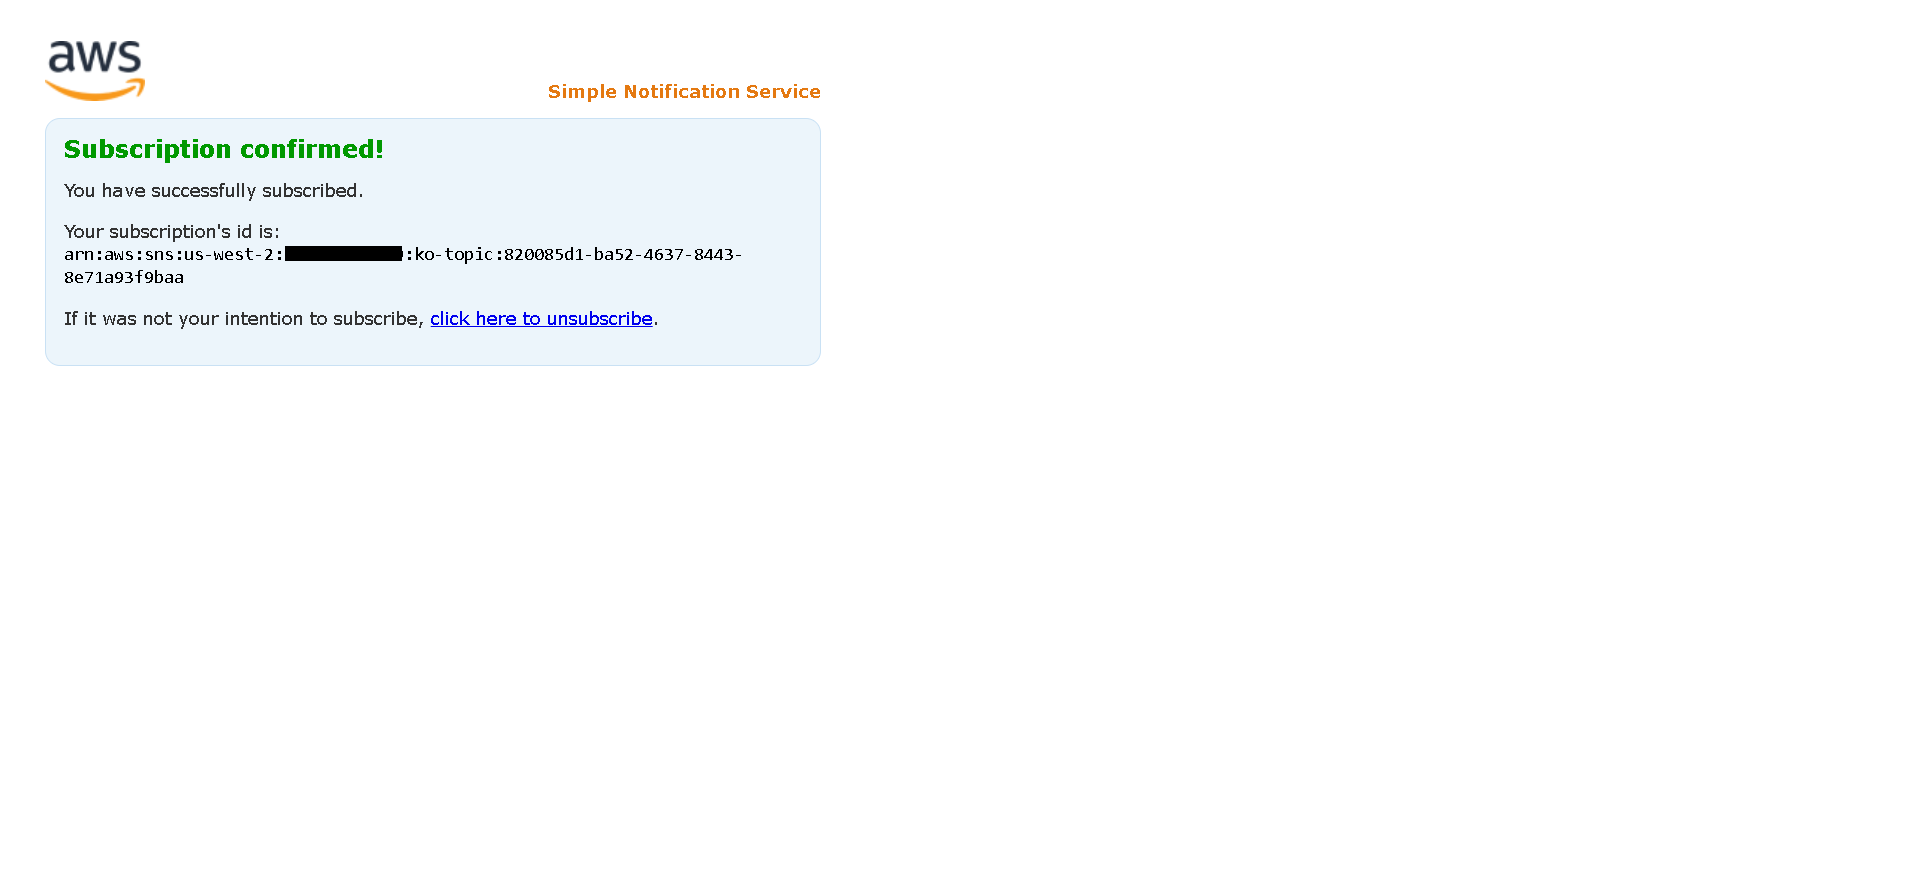 aws
Simple Notification Service
Subscription confirmed!
You have successfully subscribed.
Your subscription's id is:
arn:aws:sns:us-west-2: :ko-topic:820085d1-ba52-4637-8443-
8e71a93f9baa
If it was not your intention to subscribe, click here to unsubscribe.